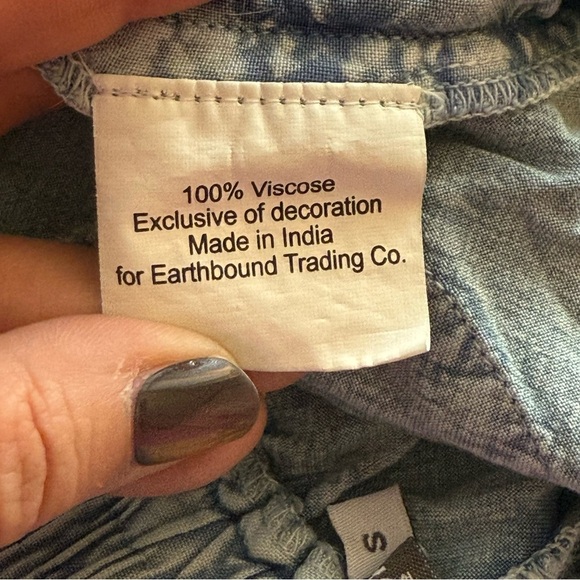 100% Viscose
Exclusive of decoration
Made in India
for Earthbound Trading Co.
S